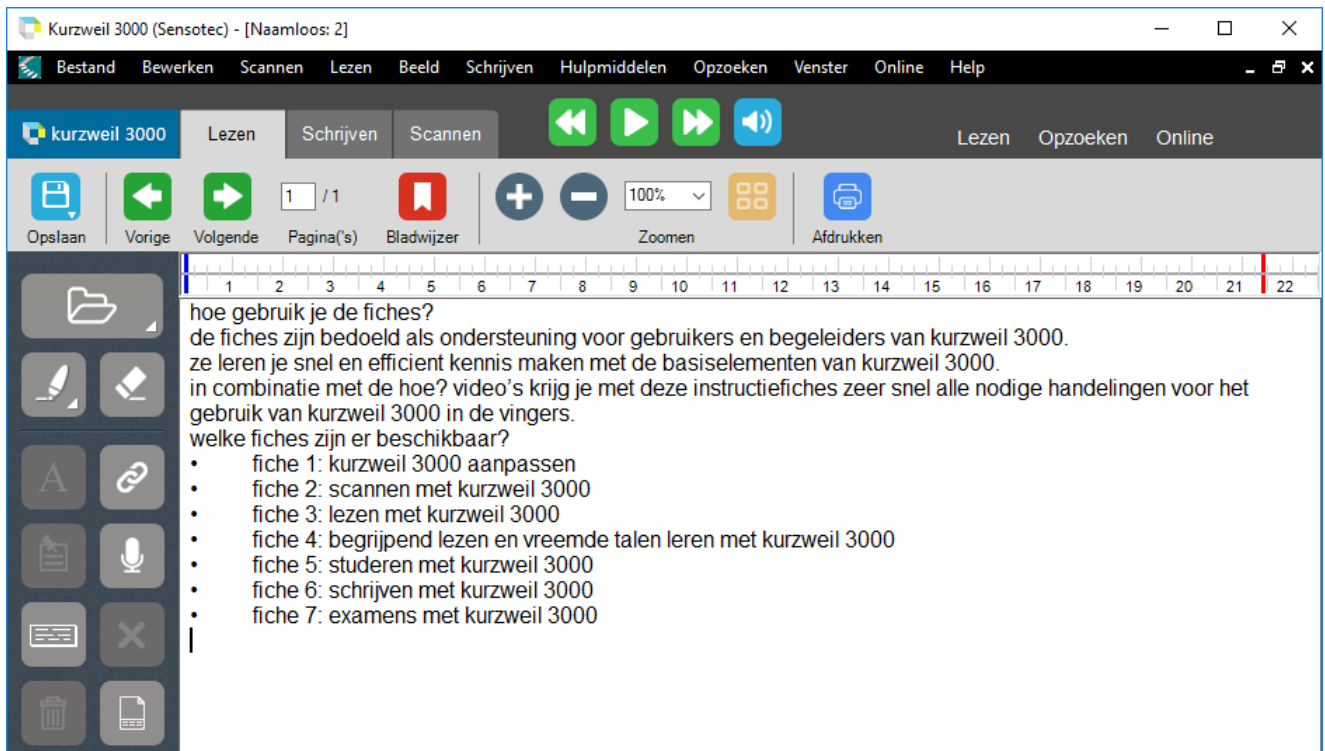 Kurzweil 3000 (Sensotec) - [Naamloos: 2]
Bestand Bewerken Scannen Lezen Beeld Schrijven Hulpmiddelen Opzoeken Venster Online Help
kurzweil 3000 Lezen Schrijven Scannen Lezen Opzoeken Online
1 / 1 100%
Opslaan Vorige Volgende Pagina('s) Bladwijzer Zoomen Afdrukken
1 2 3 4 5 6 7 8 9 10 11 12 13 14 15 16 17 18 19 20 21 22
hoe gebruik je de fiches?
de fiches zijn bedoeld als ondersteuning voor gebruikers en begeleiders van kurzweil 3000.
ze leren je snel en efficient kennis maken met de basiselementen van kurzweil 3000.
in combinatie met de hoe? video’s krijg je met deze instructiefiches zeer snel alle nodige handelingen voor het
gebruik van kurzweil 3000 in de vingers.
welke fiches zijn er beschikbaar?
• fiche 1: kurzweil 3000 aanpassen
• fiche 2: scannen met kurzweil 3000
• fiche 3: lezen met kurzweil 3000
• fiche 4: begrijpend lezen en vreemde talen leren met kurzweil 3000
• fiche 5: studeren met kurzweil 3000
• fiche 6: schrijven met kurzweil 3000
• fiche 7: examens met kurzweil 3000
A